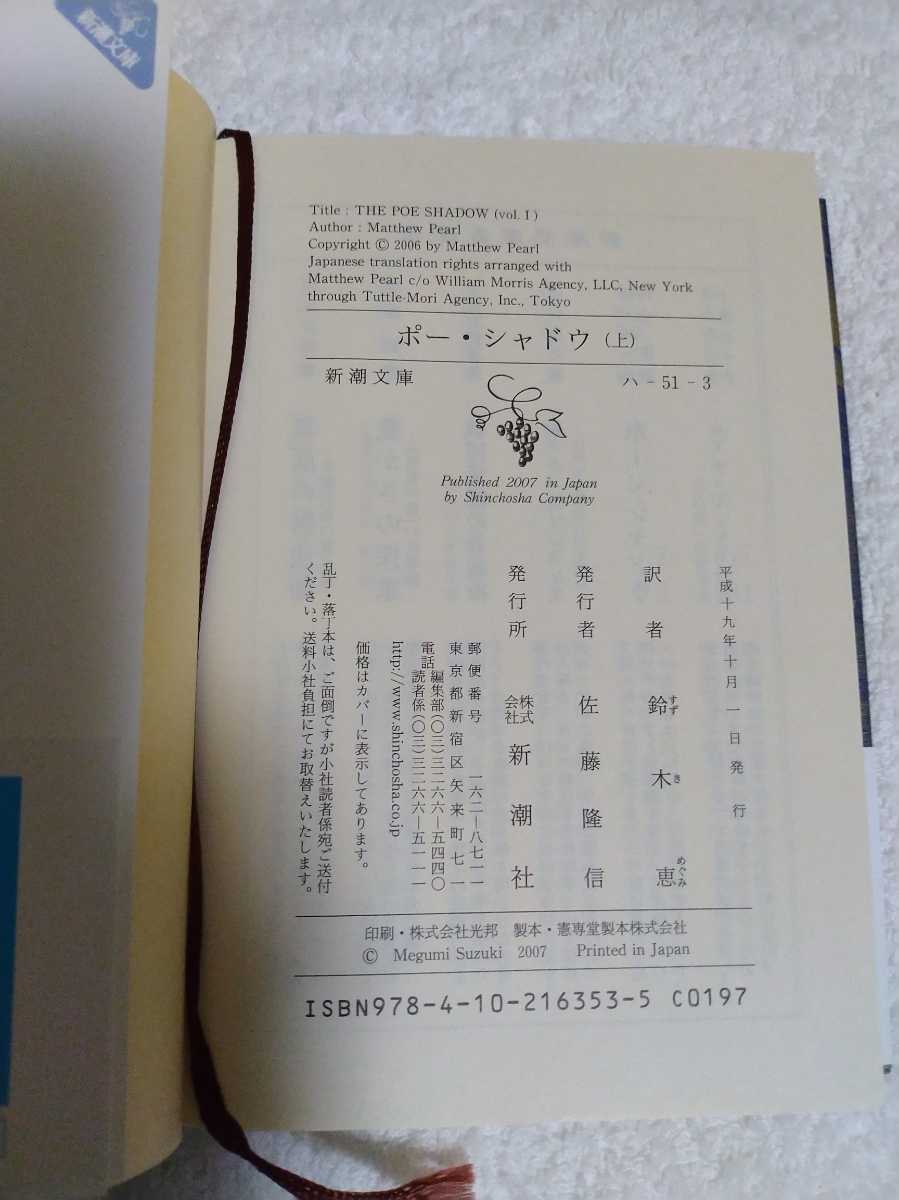 新潮文庫
Title : THE POE SHADOW (vol. I)
Author : Matthew Pearl
Copyright © 2006 by Matthew Pearl
Japanese translation rights arranged with
Matthew Pearl c/o William Morris Agency, LLC, New York
through Tuttle-Mori Agency, Inc., Tokyo
ポー・シャドウ(上)
新潮文庫 ハ - 51 - 3
Published 2007 in Japan
by Shinchosha Company
平成十九年十月一日発行
訳者 鈴木恵
すずきめぐみ
発行者 佐藤隆信
発行所 株式会社新潮社
郵便番号 一六二―八七一一
東京都新宿区矢来町七一
電話 編集部(〇三)三二六六―五四四〇
読者係(〇三)三二六六―五一一一
http://www.shinchosha.co.jp
価格はカバーに表示してあります。
乱丁・落丁本は、ご面倒ですが小社読者係宛ご送付
ください。送料小社負担にてお取替えいたします。
印刷・株式会社光邦 製本・憲専堂製本株式会社
© Megumi Suzuki 2007 Printed in Japan
ISBN978-4-10-216353-5 C0197